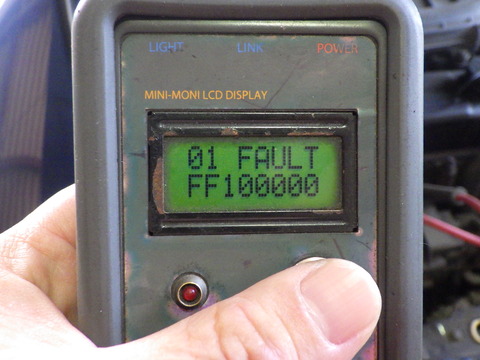 LIGHT LINK POWER
MINI-MONI LCD DISPLAY
01 FAULT
FF100000